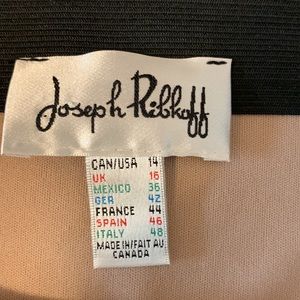 Joseph Ribkoff
CAN/USA 14
UK 16
MEXICO 36
GER 42
FRANCE 44
SPAIN 46
ITALY 48
MADE IN/FAIT AU
CANADA